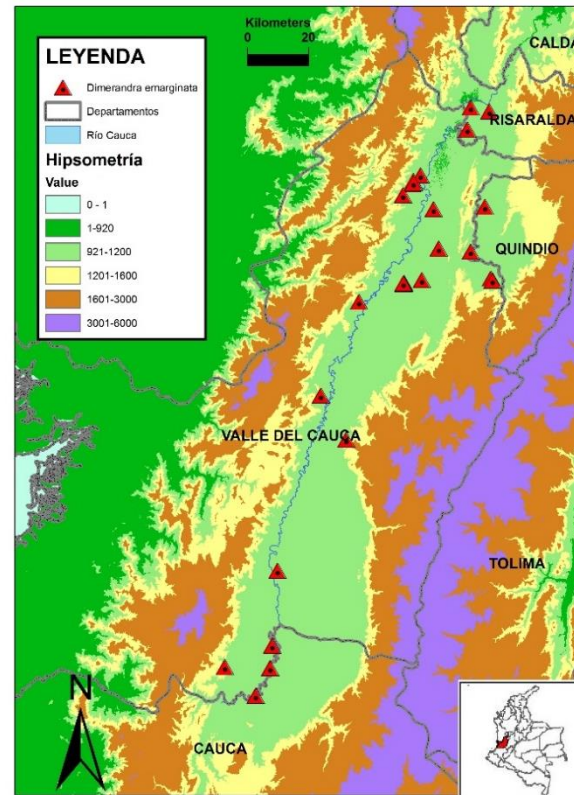 LEYENDA
Dimerandra emarginata
Departamentos
Río Cauca
Hipsometría
Value
0 - 1
1-920
921-1200
1201-1600
1601-3000
3001-6000
Kilometers
0 20
CALDA
RISARALDA
QUINDIO
VALLE DEL CAUCA
TOLIMA
CAUCA
N